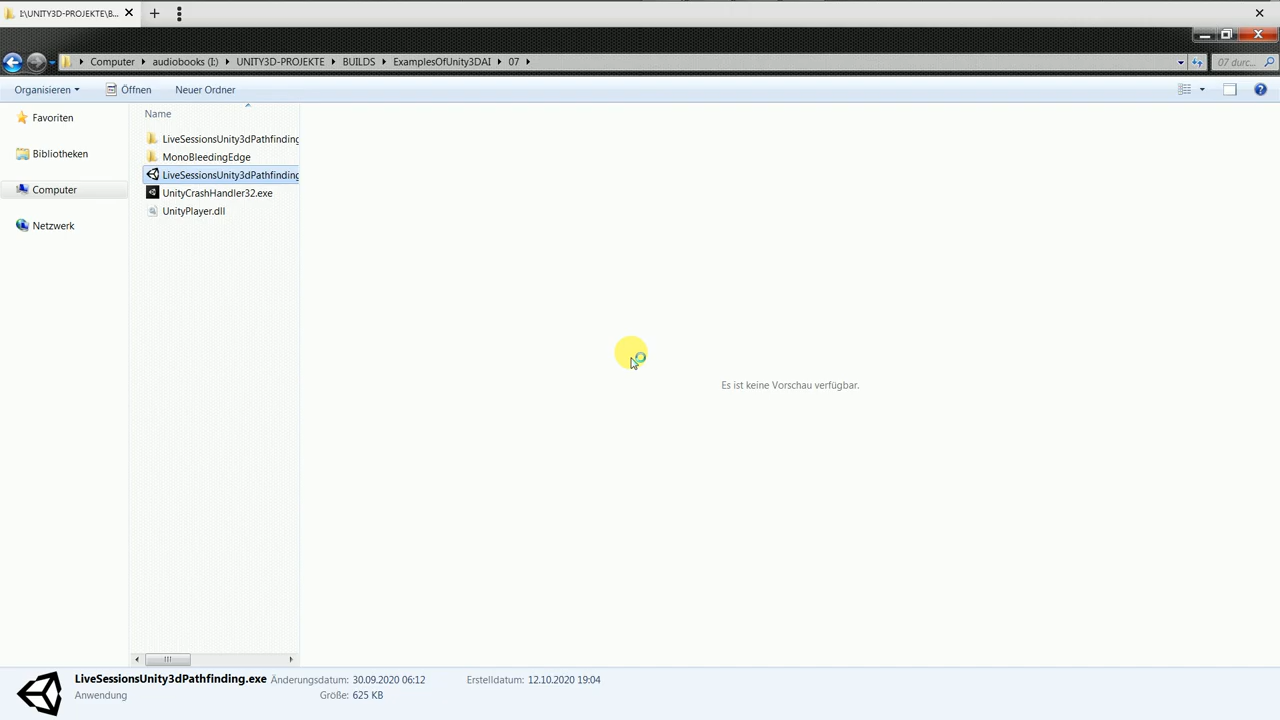 I:\UNITY3D-PROJEKTE\B...
Computer audiobooks (I:) UNITY3D-PROJEKTE BUILDS ExamplesOfUnity3DAI 07
07 durc...
Organisieren Öffnen Neuer Ordner
Favoriten
Bibliotheken
Computer
Netzwerk
Name
LiveSessionsUnity3dPathfinding
MonoBleedingEdge
LiveSessionsUnity3dPathfinding
UnityCrashHandler32.exe
UnityPlayer.dll
Es ist keine Vorschau verfügbar.
LiveSessionsUnity3dPathfinding.exe Änderungsdatum: 30.09.2020 06:12 Erstelldatum: 12.10.2020 19:04
Anwendung Größe: 625 KB